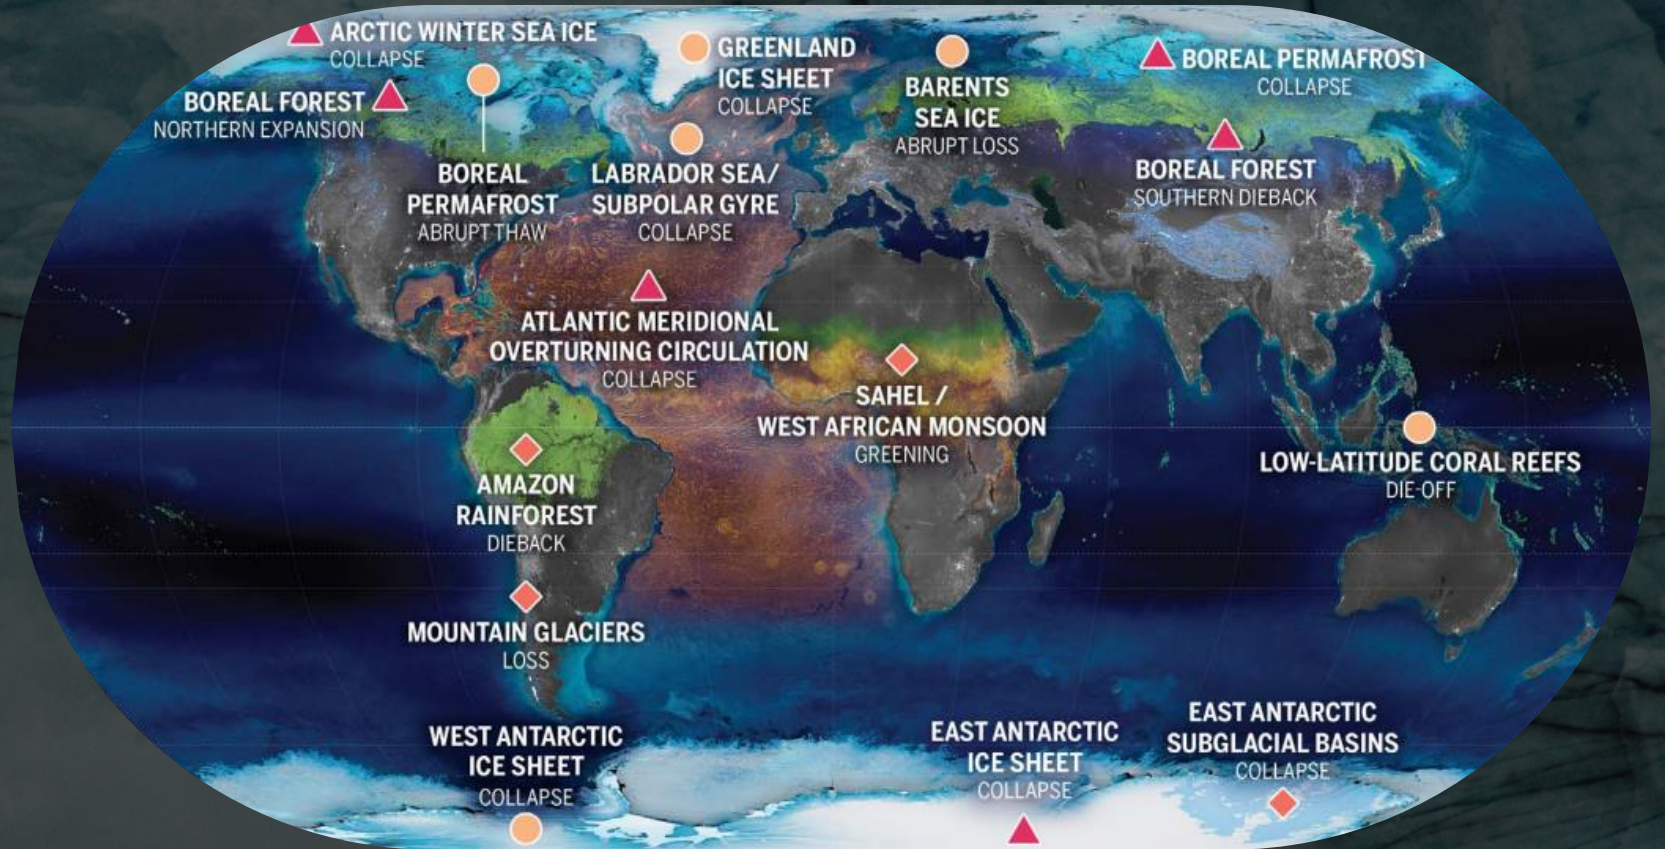 ARCTIC WINTER SEA ICE
COLLAPSE
GREENLAND
ICE SHEET
COLLAPSE
BARENTS
SEA ICE
ABRUPT LOSS
BOREAL PERMAFROST
COLLAPSE
BOREAL FOREST
NORTHERN EXPANSION
BOREAL
PERMAFROST
ABRUPT THAW
LABRADOR SEA/
SUBPOLAR GYRE
COLLAPSE
BOREAL FOREST
SOUTHERN DIEBACK
ATLANTIC MERIDIONAL
OVERTURNING CIRCULATION
COLLAPSE
SAHEL /
WEST AFRICAN MONSOON
GREENING
LOW-LATITUDE CORAL REEFS
DIE-OFF
AMAZON
RAINFOREST
DIEBACK
MOUNTAIN GLACIERS
LOSS
WEST ANTARCTIC
ICE SHEET
COLLAPSE
EAST ANTARCTIC
ICE SHEET
COLLAPSE
EAST ANTARCTIC
SUBGLACIAL BASINS
COLLAPSE